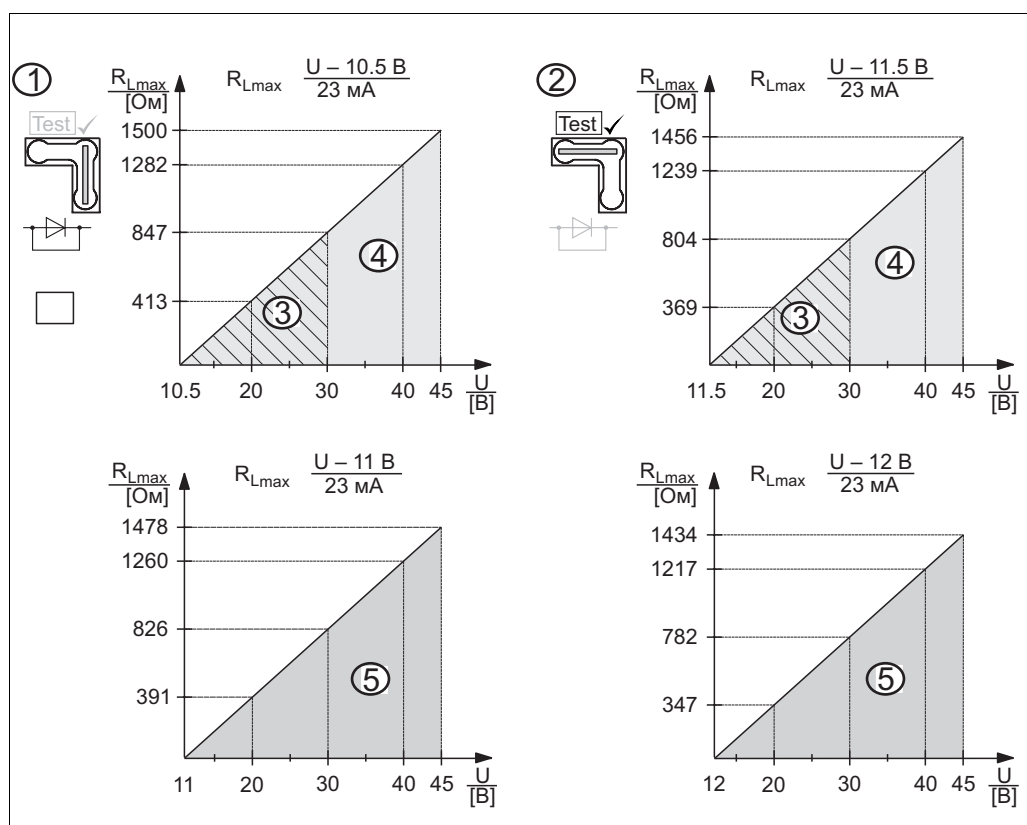 1
R_Lmax
[Ом]
R_Lmax U – 10.5 В
23 мА
Test
1500
1282
847
413
3
4
10.5 20 30 40 45 U
[В]
2
R_Lmax
[Ом]
R_Lmax U – 11.5 В
23 мА
Test
1456
1239
804
369
3
4
11.5 20 30 40 45 U
[В]
R_Lmax
[Ом]
R_Lmax U – 11 В
23 мА
1478
1260
826
391
5
11 20 30 40 45 U
[В]
R_Lmax
[Ом]
R_Lmax U – 12 В
23 мА
1434
1217
782
347
5
12 20 30 40 45 U
[В]